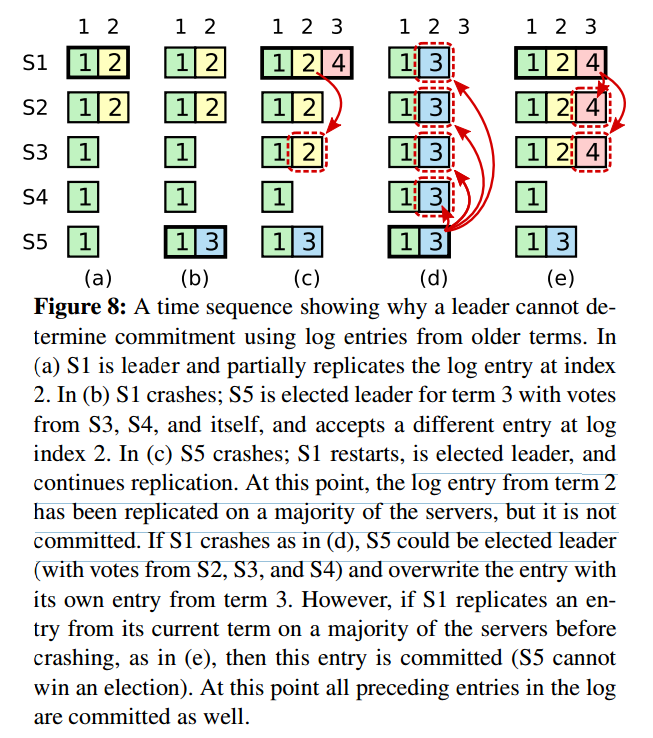 1 2 1 2 1 2 3 1 2 3 1 2 3
S1 1 2 1 2 1 2 4 1 3 1 2 4
S2 1 2 1 2 1 2 1 3 1 2 4
S3 1 1 1 2 1 3 1 2 4
S4 1 1 1 1 3 1
S5 1 1 3 1 3 1 3 1 3
(a) (b) (c) (d) (e)
Figure 8: A time sequence showing why a leader cannot de-
termine commitment using log entries from older terms. In
(a) S1 is leader and partially replicates the log entry at index
2. In (b) S1 crashes; S5 is elected leader for term 3 with votes
from S3, S4, and itself, and accepts a different entry at log
index 2. In (c) S5 crashes; S1 restarts, is elected leader, and
continues replication. At this point, the log entry from term 2
has been replicated on a majority of the servers, but it is not
committed. If S1 crashes as in (d), S5 could be elected leader
(with votes from S2, S3, and S4) and overwrite the entry with
its own entry from term 3. However, if S1 replicates an en-
try from its current term on a majority of the servers before
crashing, as in (e), then this entry is committed (S5 cannot
win an election). At this point all preceding entries in the log
are committed as well.